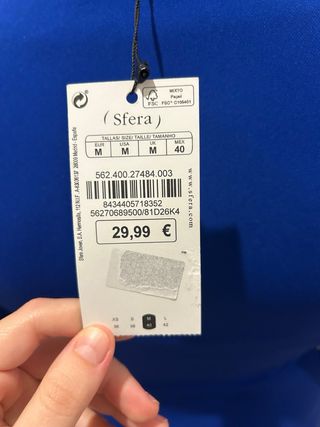 MIXTO
Papel
FSC® C105401
FSC
( Sfera )
TALLAS/ SIZE/ TAILLE/ TAMANHO
EUR USA UK MEX
M M M 40
562.400.27484.003
8434405718352
56270689500/81D26K4
29,99 €
www.sfera.com
XS S M L
36 38 40 42